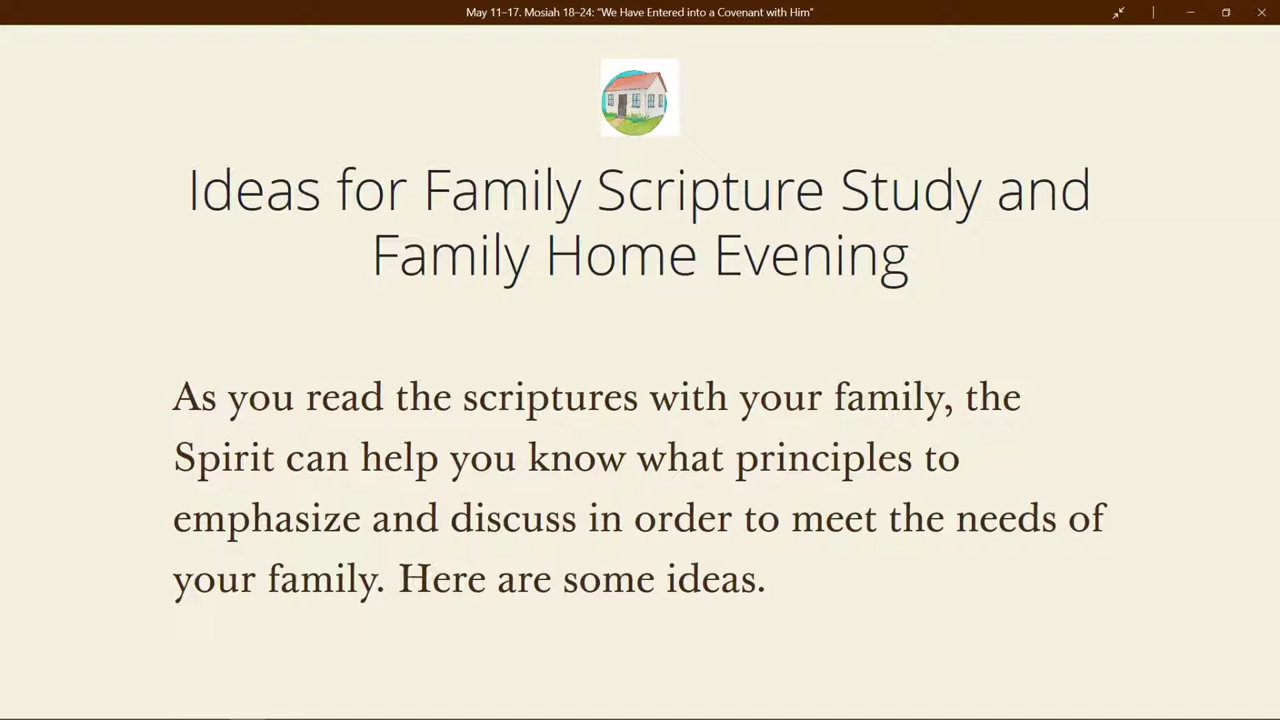 May 11–17. Mosiah 18–24: “We Have Entered into a Covenant with Him”
Ideas for Family Scripture Study and
Family Home Evening
As you read the scriptures with your family, the
Spirit can help you know what principles to
emphasize and discuss in order to meet the needs of
your family. Here are some ideas.